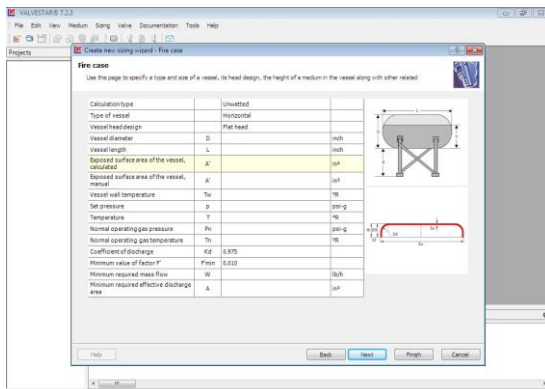 VALVESTAR® 7.2.3
File Edit View Medium Sizing Valve Documentation Tools Help
Projects
Create new sizing wizard - Fire case
Fire case
Use this page to specify a type and size of a vessel, its head design, the height of a medium in the vessel along with other related
Calculation type Unwetted
Type of vessel Horizontal
Vessel head design Flat head
Vessel diameter D inch
Vessel length L inch
Exposed surface area of the vessel, calculated A' in²
Exposed surface area of the vessel, manual A' in²
Vessel wall temperature Tw °R
Set pressure p psi-g
Temperature T °R
Normal operating gas pressure Pn psi-g
Normal operating gas temperature Tn °R
Coefficient of discharge Kd 0.975
Minimum value of factor F' F'min 0.010
Minimum required mass flow W lb/h
Minimum required effective discharge area A in²
Help Back Next Finish Cancel